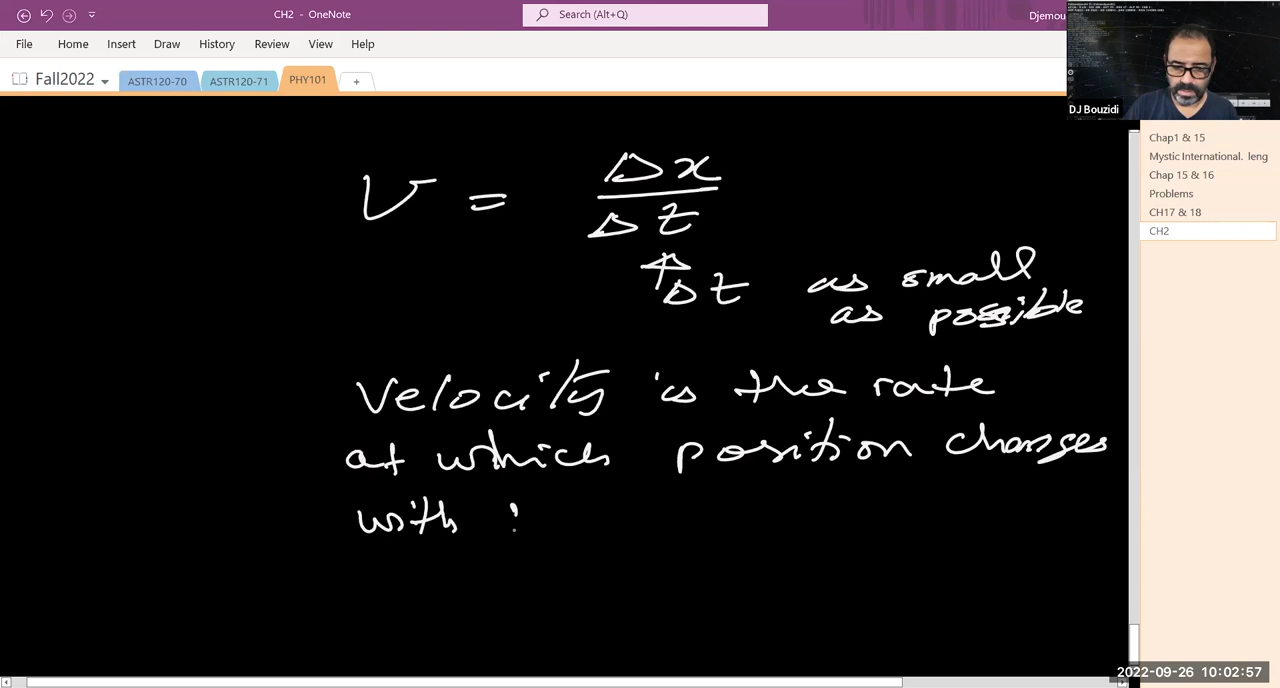 CH2 - OneNote
Search (Alt+Q)
Djemou
File Home Insert Draw History Review View Help
Fall2022 ASTR120-70 ASTR120-71 PHY101 +
DJ Bouzidi
Chap1 & 15
Mystic International. leng
Chap 15 & 16
Problems
CH17 & 18
CH2
V = Δx
Δt
Δt as small
as possible
Velocity is the rate
at which position changes
with
2022-09-26 10:02:57